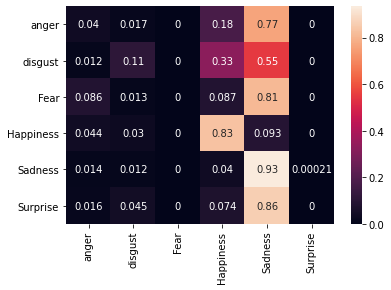 anger 0.04 0.017 0 0.18 0.77 0
disgust 0.012 0.11 0 0.33 0.55 0
Fear 0.086 0.013 0 0.087 0.81 0
Happiness 0.044 0.03 0 0.83 0.093 0
Sadness 0.014 0.012 0 0.04 0.93 0.00021
Surprise 0.016 0.045 0 0.074 0.86 0
anger disgust Fear Happiness Sadness Surprise
0.8
0.6
0.4
0.2
0.0